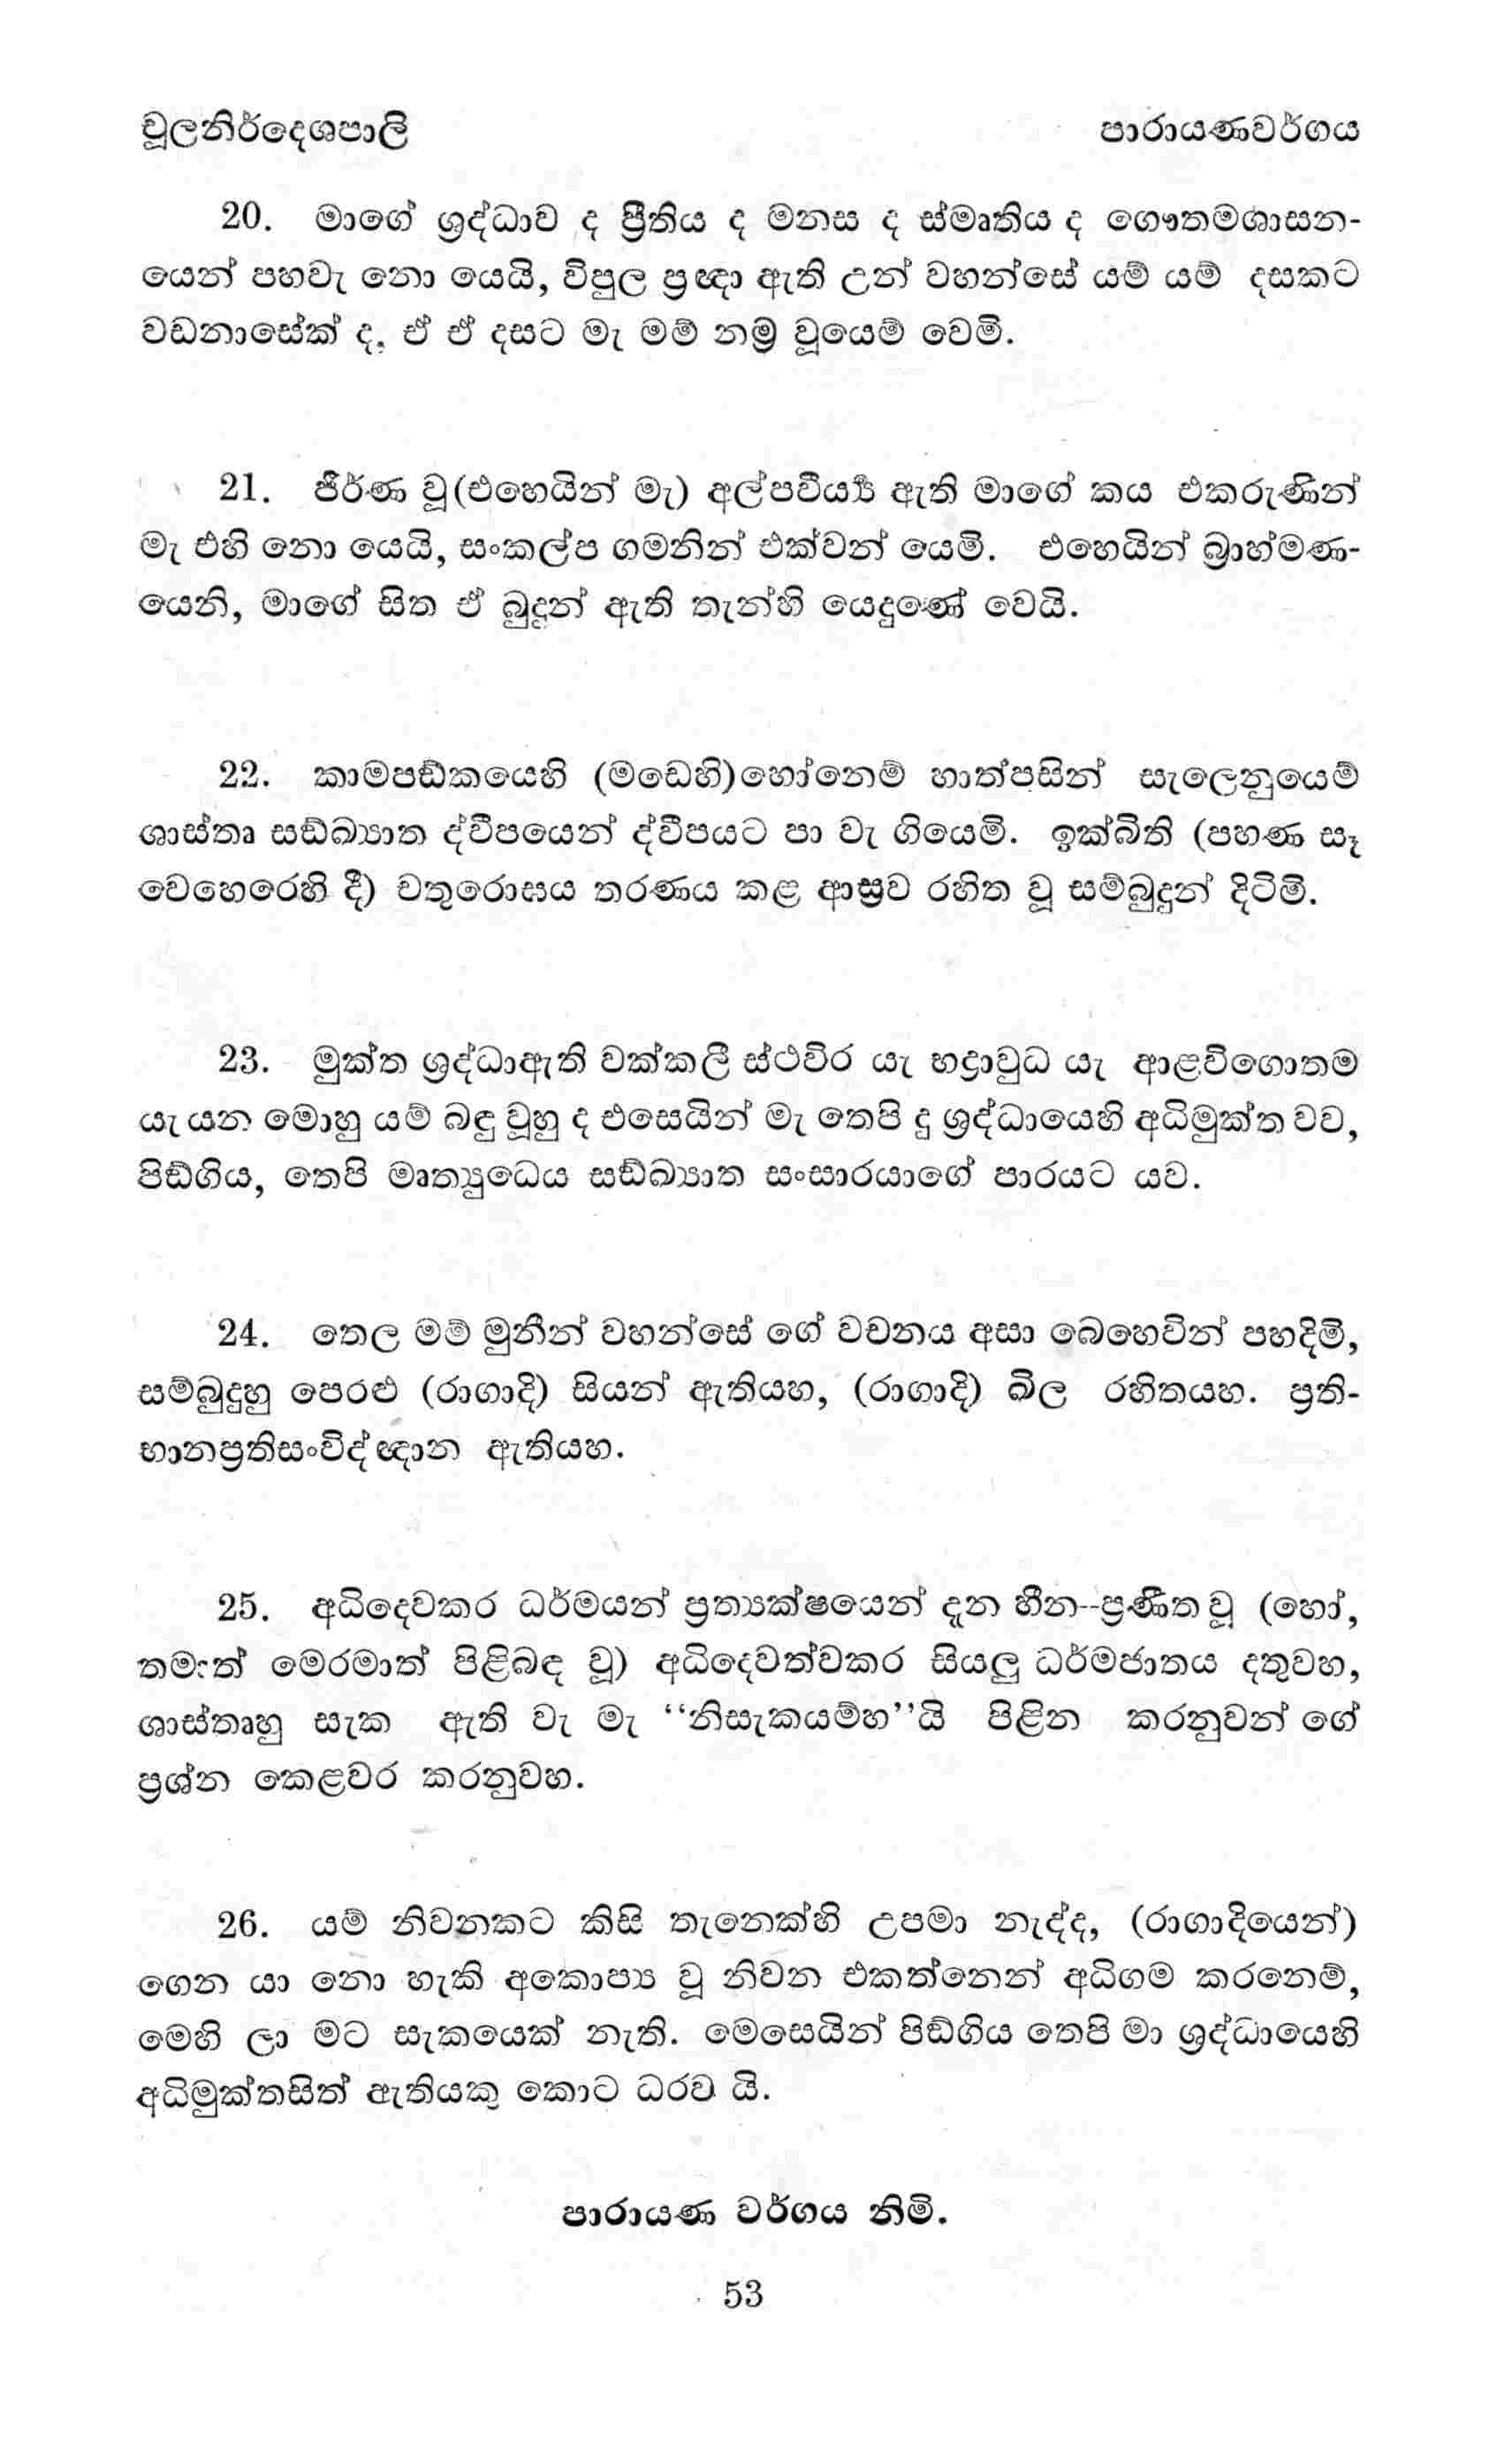 චූලනිර්දෙශපාලි
පාරායණවර්ගය
20. මාගේ ශ්‍රද්ධාව ද ප්‍රීතිය ද මනස ද ස්මෘතිය ද ගෞතමශාසන-
යෙන් පහවැ නො යෙයි, විපුල ප්‍රඥා ඇති උන් වහන්සේ යම් යම් දසකට
වඩනාසේක් ද, ඒ ඒ දසට මැ මම් නම්‍ර වූයෙම් වෙමි.
21. ජීර්ණ වූ(එහෙයින් මැ) අල්පවීර්‍ය්‍ය ඇති මාගේ කය එකරුණින්
මැ එහි නො යෙයි, සංකල්ප ගමනින් එක්වන් යෙමි. එහෙයින් බ්‍රාහ්මණ-
යෙනි, මාගේ සිත ඒ බුදුන් ඇති තැන්හි යෙදුණේ වෙයි.
22. කාමපඞ්කයෙහි (මඩෙහි)හෝනෙම් හාත්පසින් සැලෙනුයෙම්
ශාස්තෘ සඞ්ඛ්‍යාත ද්වීපයෙන් ද්වීපයට පා වැ ගියෙමි. ඉක්බිති (පහණ සෑ
වෙහෙරෙහි දී) චතුරොඝය තරණය කළ ආස්‍රව රහිත වූ සම්බුදුන් දිටිමි.
23. මුක්ත ශ්‍රද්ධාඇති වක්කලී ස්ථවිර යැ භද්‍රාවුධ යැ ආළවිගොතම
යැ යන මොහු යම් බඳු වූහු ද එසෙයින් මැ තෙපි දු ශ්‍රද්ධායෙහි අධිමුක්ත වව,
පිඞ්ගිය, තෙපි මෘත්‍යුධෙය සඞ්ඛ්‍යාත සංසාරයාගේ පාරයට යව.
24. තෙල මම් මුනීන් වහන්සේ ගේ වචනය අසා බෙහෙවින් පහදිමි,
සම්බුදුහු පෙරළූ (රාගාදි) සියන් ඇතියහ, (රාගාදි) ඛිල රහිතයහ. ප්‍රති-
භානප්‍රතිසංවිද් ඥාන ඇතියහ.
25. අධිදෙවකර ධර්මයන් ප්‍රත්‍යක්ෂයෙන් දැන හීන--ප්‍රණීත වූ (හෝ,
තමාත් මෙරමාත් පිළිබඳ වූ) අධිදෙවත්වකර සියලු ධර්මජාතය දතුවහ,
ශාස්තෘහු සැක ඇති වැ මැ “නිසැකයම්හ”යි පිළින කරනුවන් ගේ
ප්‍රශ්න කෙළවර කරනුවහ.
26. යම් නිවනකට කිසි තැනෙක්හි උපමා නැද්ද, (රාගාදියෙන්)
ගෙන යා නො හැකි අකොප්‍ය වූ නිවන එකත්නෙන් අධිගම කරනෙම්,
මෙහි ලා මට සැකයෙක් නැති. මෙසෙයින් පිඞ්ගිය තෙපි මා ශ්‍රද්ධායෙහි
අධිමුක්තසිත් ඇතියකු කොට ධරව යි.
පාරායණ වර්ගය නිමි.
53